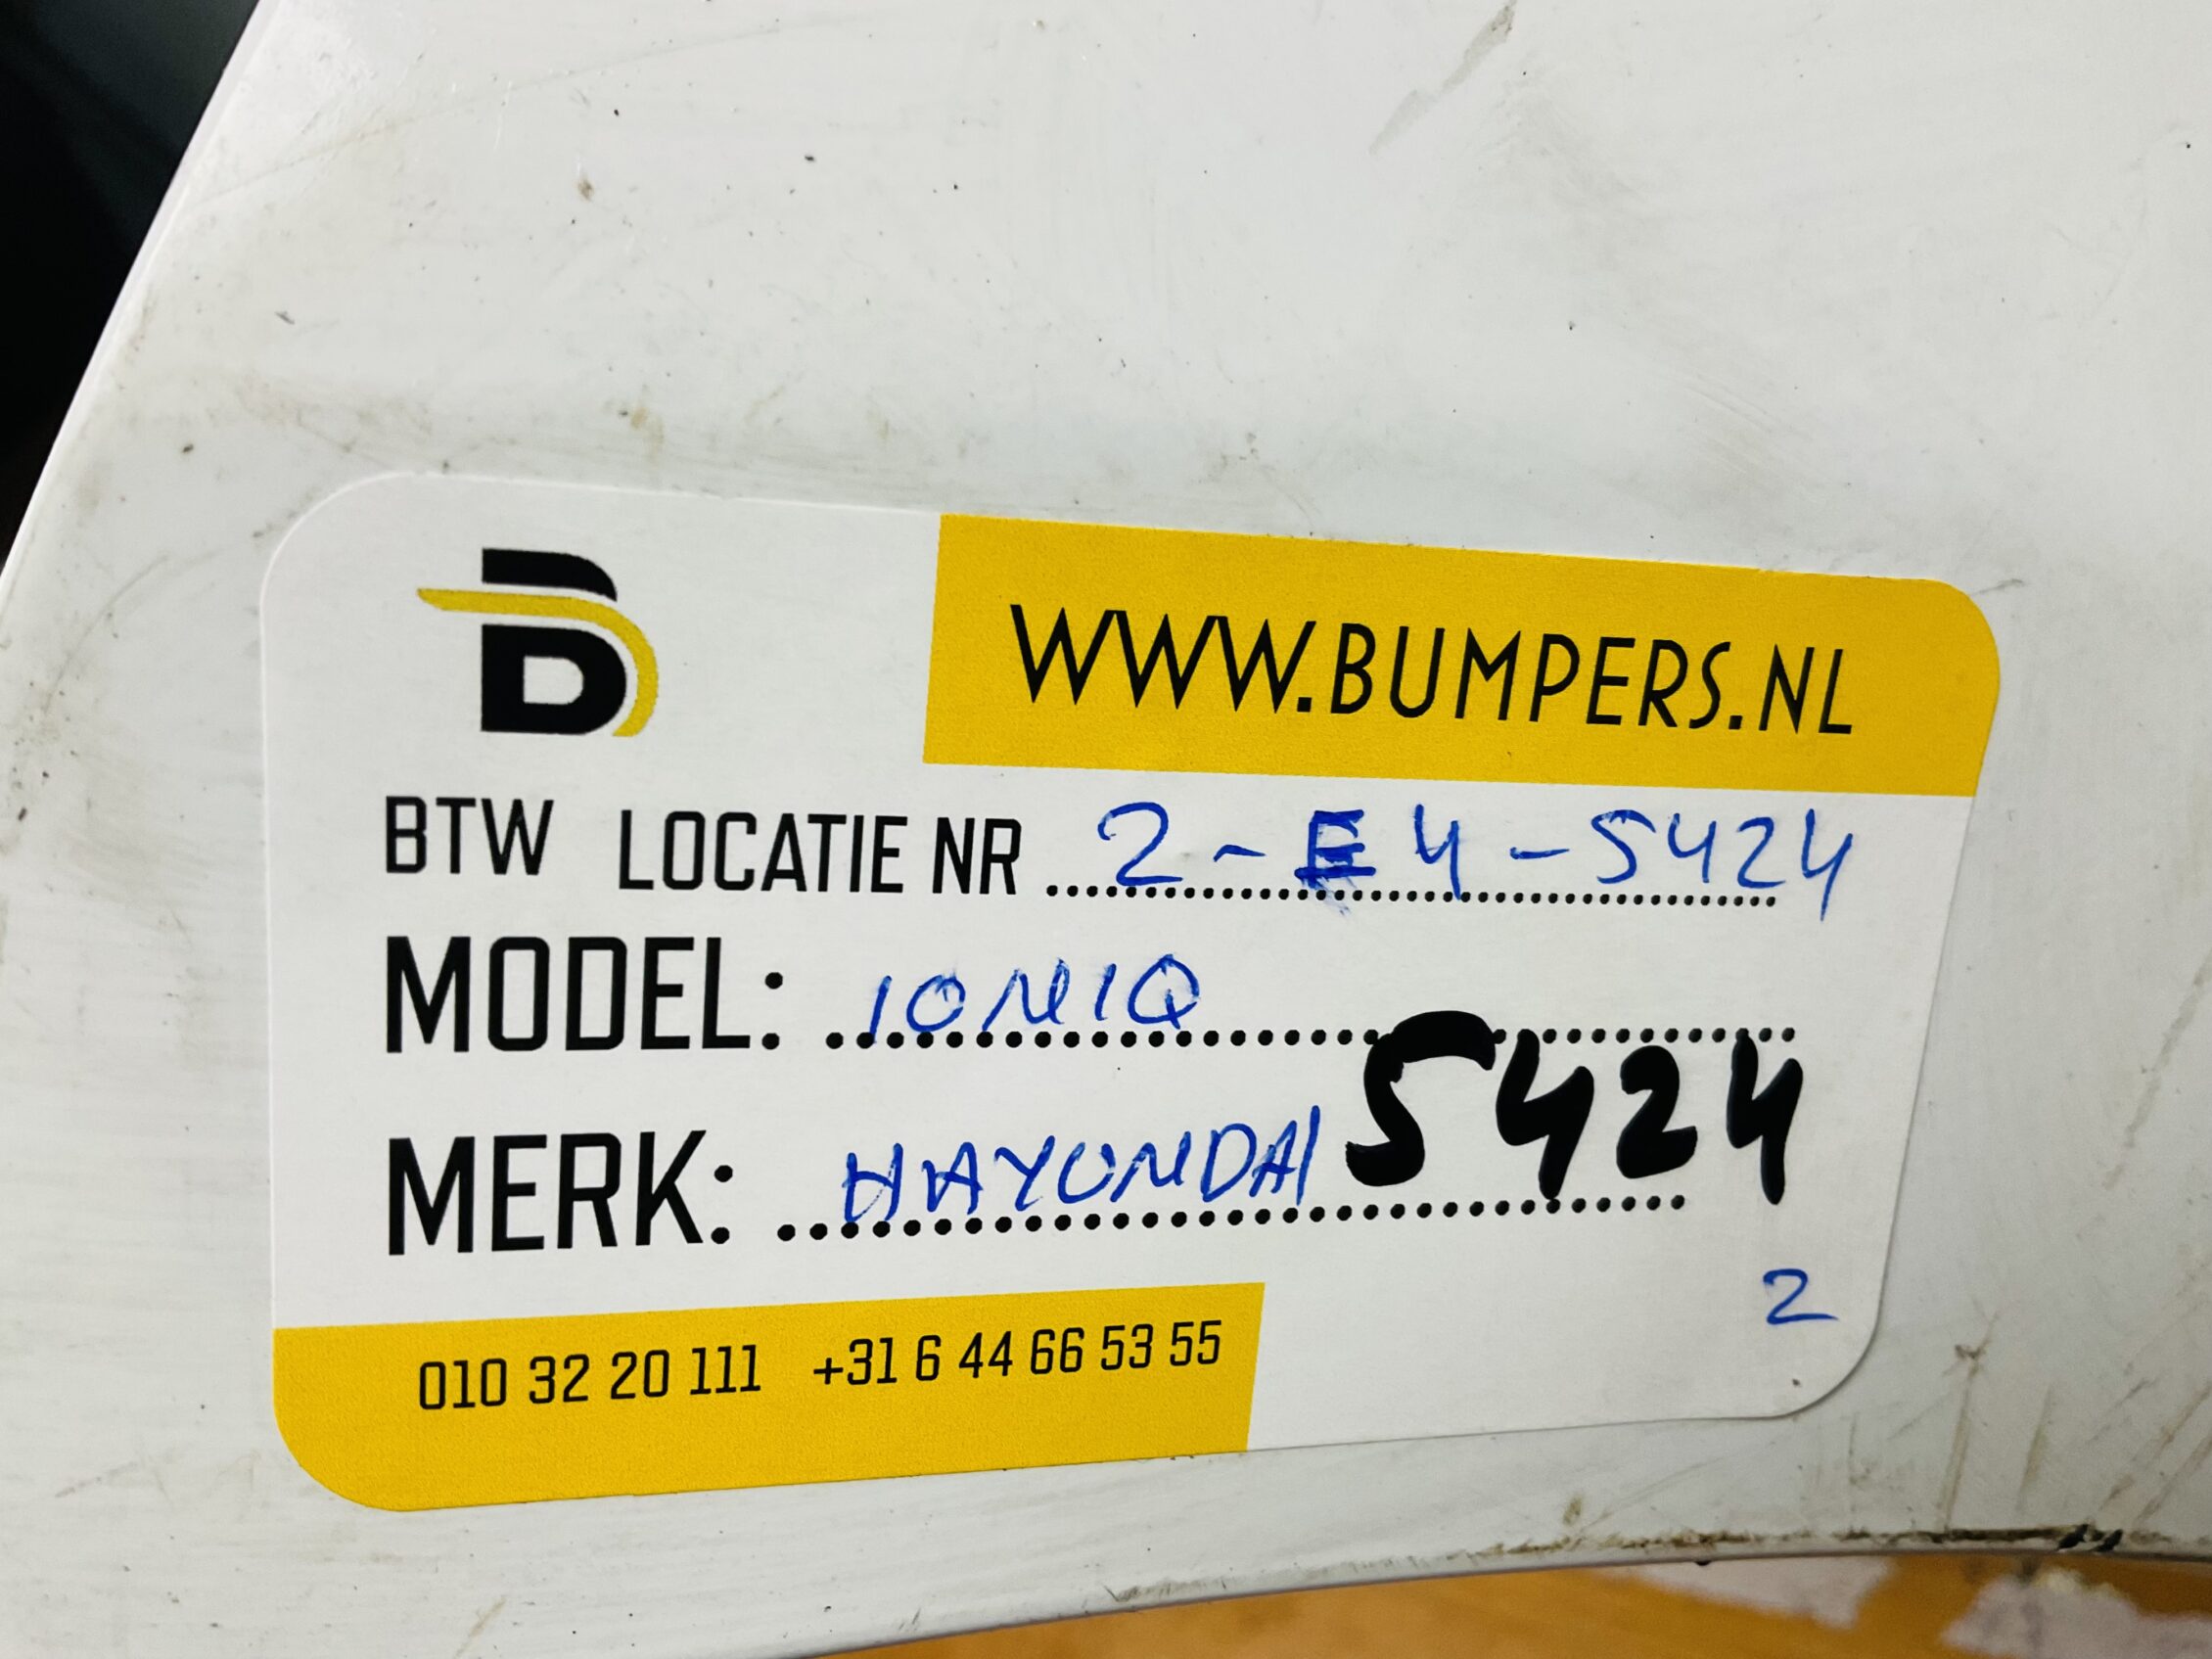 B
WWW.BUMPERS.NL
BTW LOCATIE NR 2-E4-5424
MODEL: IONIQ
MERK: HAYUNDAI 5424
2
010 32 20 111 +31 6 44 66 53 55